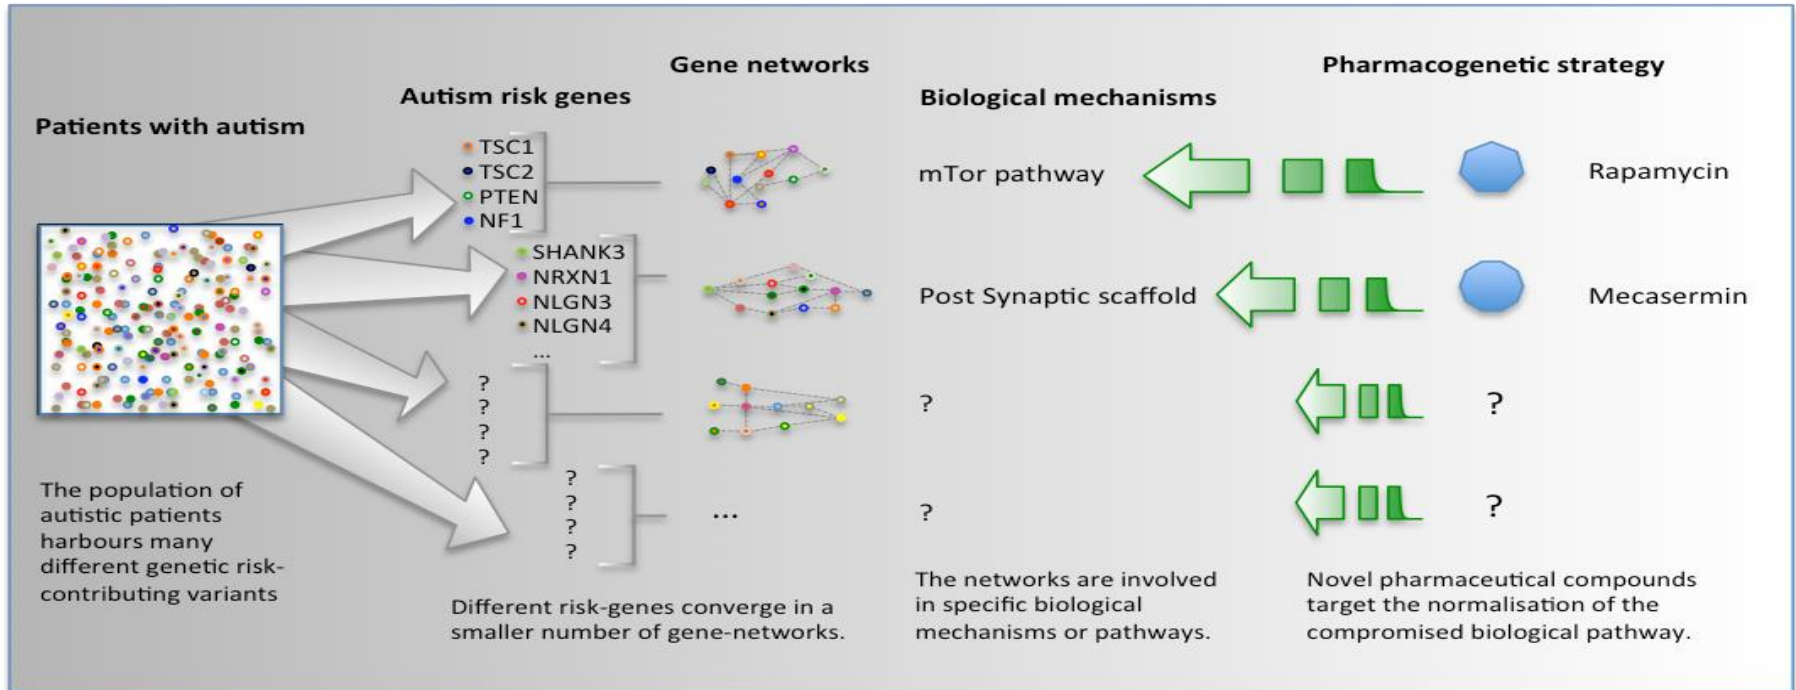 Gene networks
Pharmacogenetic strategy
Autism risk genes
Biological mechanisms
Patients with autism
TSC1
TSC2
PTEN
NF1
mTor pathway
Rapamycin
SHANK3
NRXN1
NLGN3
NLGN4
...
Post Synaptic scaffold
Mecasermin
?
?
?
?
?
?
?
?
?
?
...
?
?
The population of
autistic patients
harbours many
different genetic risk-
contributing variants
Different risk-genes converge in a
smaller number of gene-networks.
The networks are involved
in specific biological
mechanisms or pathways.
Novel pharmaceutical compounds
target the normalisation of the
compromised biological pathway.